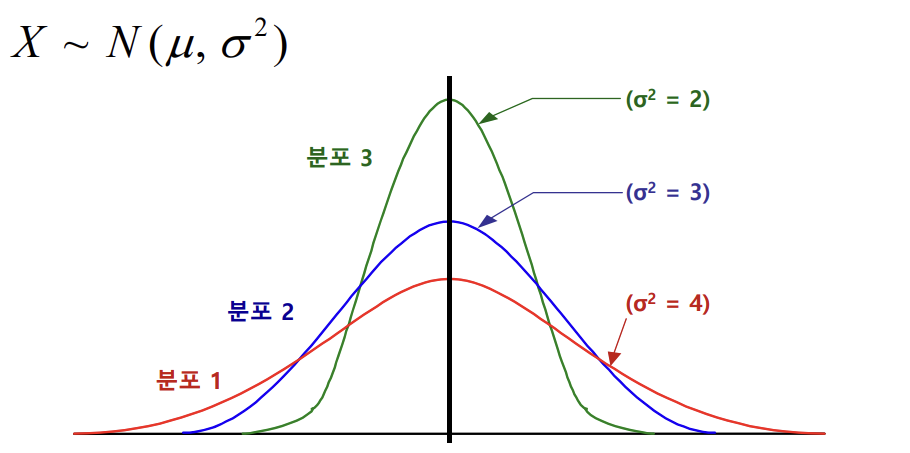 X ~ N(μ, σ²)
(σ² = 2)
분포 3
(σ² = 3)
분포 2
(σ² = 4)
분포 1